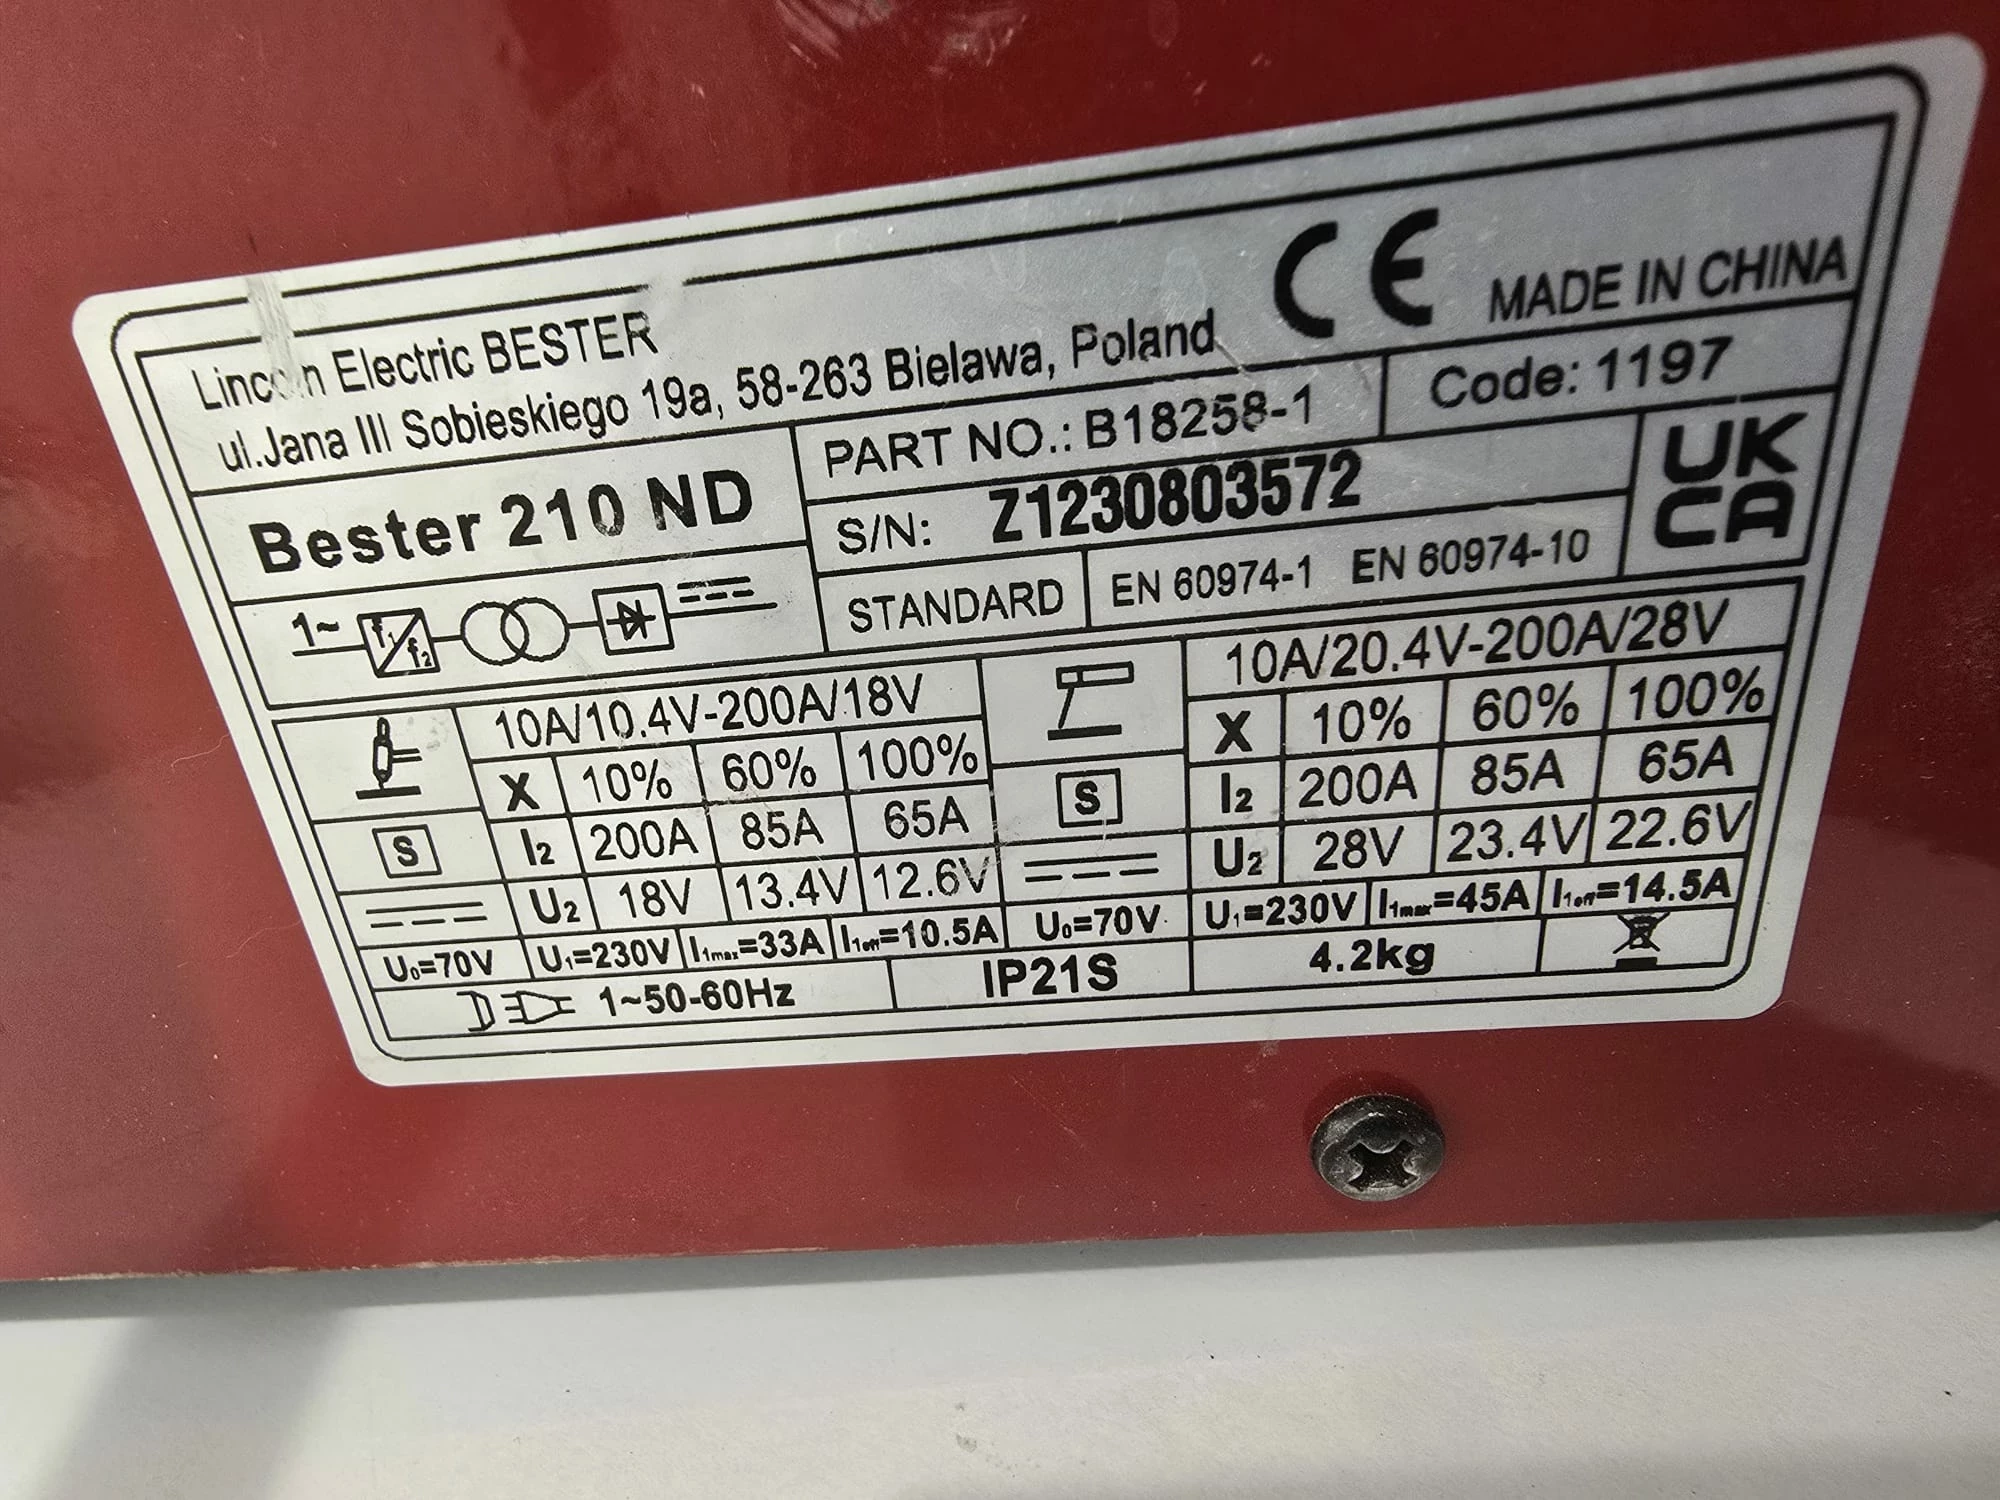 Lincoln Electric BESTER
ul.Jana III Sobieskiego 19a, 58-263 Bielawa, Poland
CE
MADE IN CHINA
Bester 210 ND
PART NO.: B18258-1
Code: 1197
S/N: Z1230803572
UK
CA
STANDARD EN 60974-1 EN 60974-10
1~ f1 f2
10A/10.4V-200A/18V
X 10% 60% 100%
S
I2 200A 85A 65A
U2 18V 13.4V 12.6V
U0=70V U1=230V I1max=33A I1eff=10.5A
10A/20.4V-200A/28V
X 10% 60% 100%
S
I2 200A 85A 65A
U2 28V 23.4V 22.6V
U0=70V U1=230V I1max=45A I1eff=14.5A
1~50-60Hz
IP21S
4.2kg